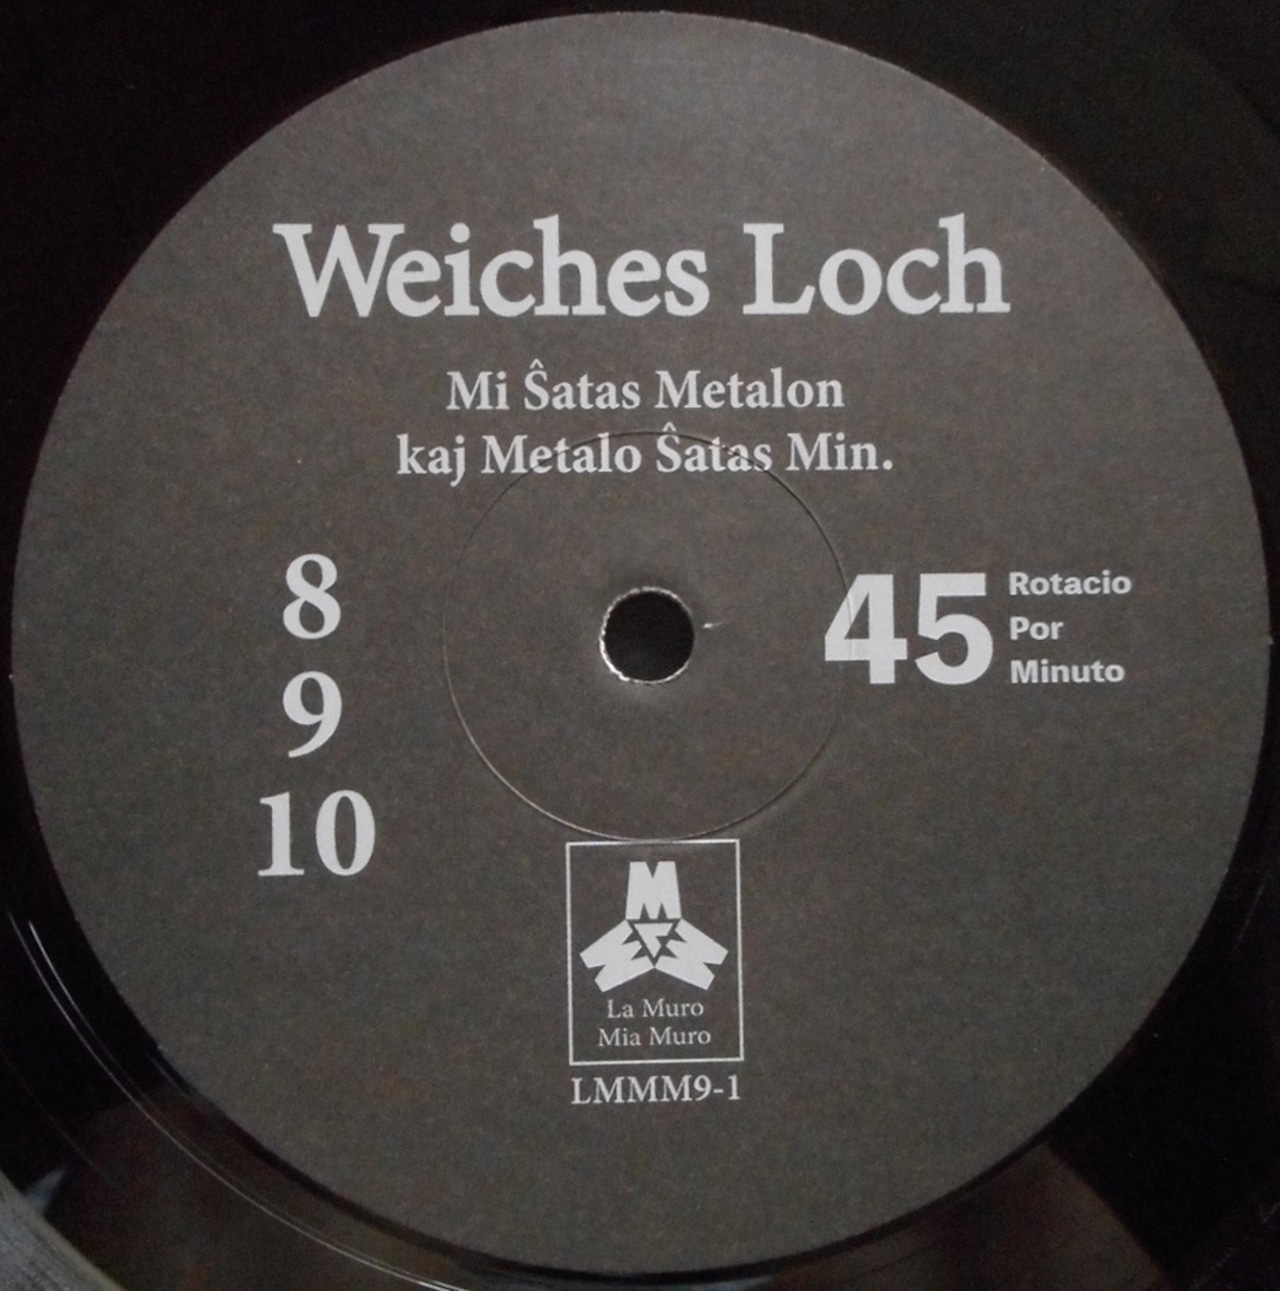 Weiches Loch
Mi Ŝatas Metalon
kaj Metalo Ŝatas Min.
8
9
10
45
Rotacio
Por
Minuto
M
La Muro
Mia Muro
LMMM9-1